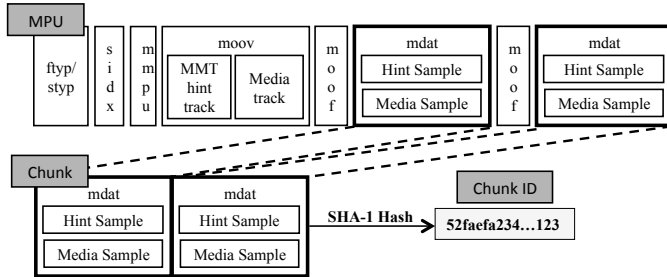 MPU
ftyp/
styp
s
i
d
x
m
m
p
u
moov
MMT
hint
track
Media
track
m
o
o
f
mdat
Hint Sample
Media Sample
m
o
o
f
mdat
Hint Sample
Media Sample
Chunk
mdat
Hint Sample
Media Sample
mdat
Hint Sample
Media Sample
SHA-1 Hash
Chunk ID
52faefa234…123